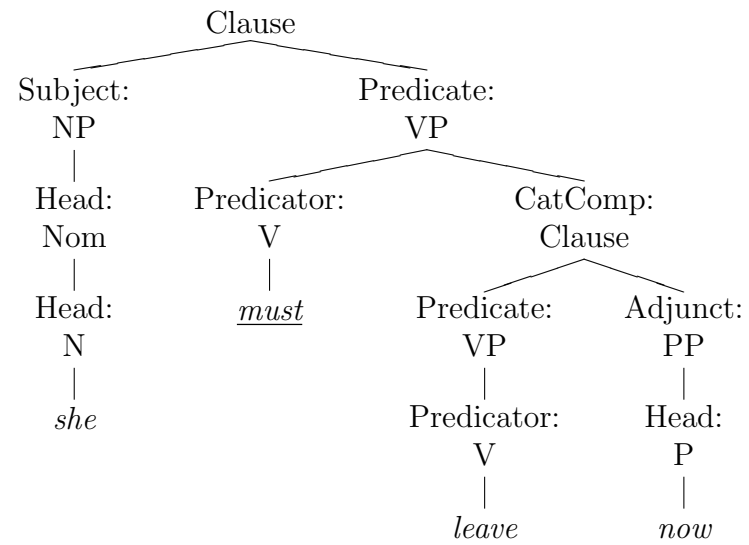 Clause
Subject: Predicate:
NP VP
Head: Predicator: CatComp:
Nom V Clause
Head: must Predicate: Adjunct:
N VP PP
she Predicator: Head:
V P
leave now